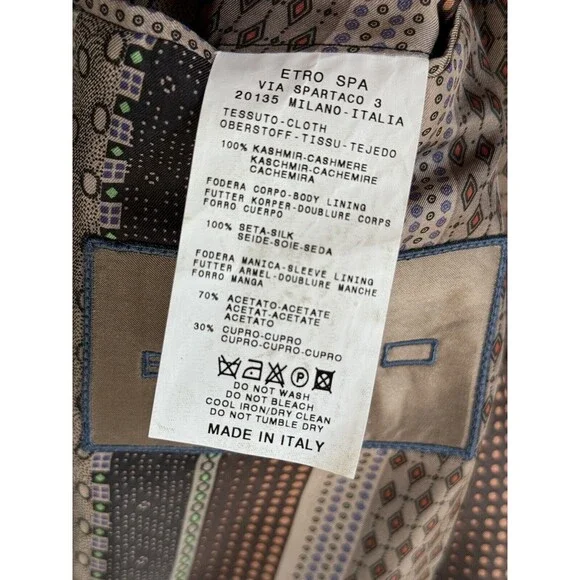 ETRO SPA
VIA SPARTACO 3
20135 MILANO-ITALIA
TESSUTO-CLOTH
OBERSTOFF-TISSU-TEJEDO
100% KASHMIR-CASHMERE
KASCHMIR-CACHEMIRE
CACHEMIRA
FODERA CORPO-BODY LINING
FUTTER KORPER-DOUBLURE CORPS
FORRO CUERPO
100% SETA-SILK
SEIDE-SOIE-SEDA
FODERA MANICA-SLEEVE LINING
FUTTER ARMEL-DOUBLURE MANCHE
FORRO MANGA
70% ACETATO-ACETATE
ACETAT-ACETATE
ACETATO
30% CUPRO-CUPRO
CUPRO-CUPRO-CUPRO
DO NOT WASH
DO NOT BLEACH
COOL IRON/DRY CLEAN
DO NOT TUMBLE DRY
MADE IN ITALY